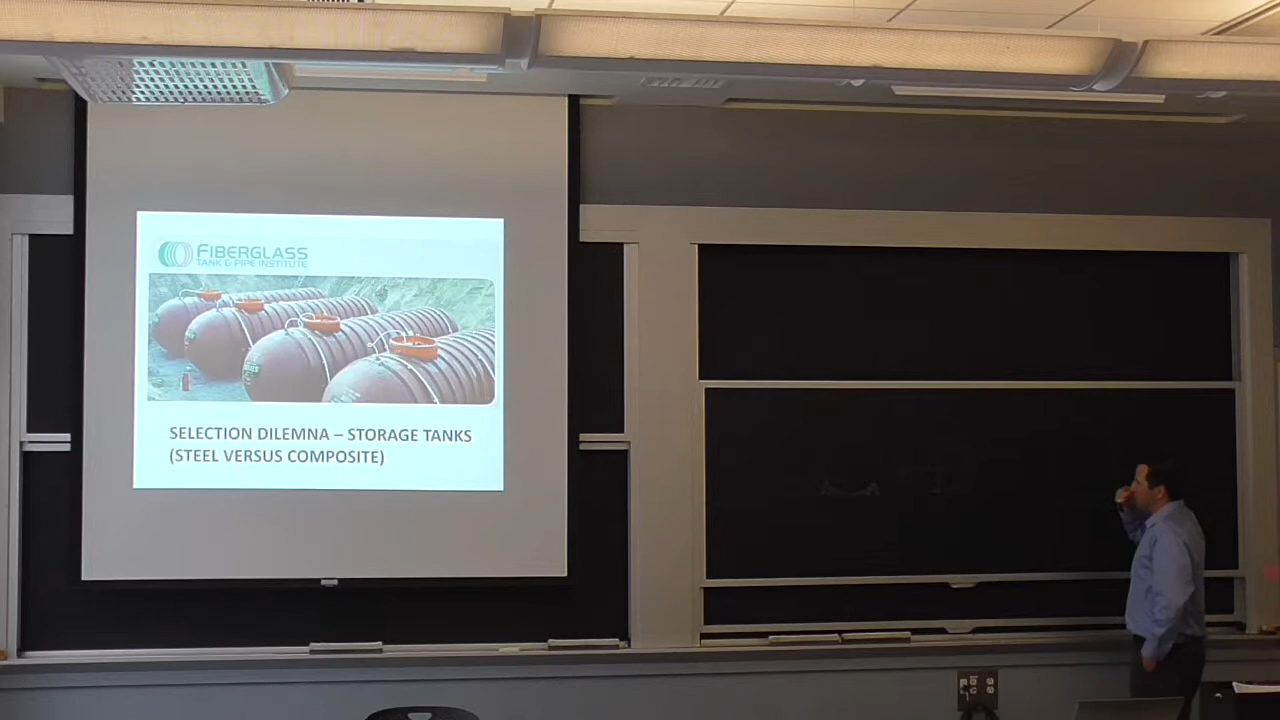 FIBERGLASS
TANK & PIPE INSTITUTE
SELECTION DILEMNA – STORAGE TANKS
(STEEL VERSUS COMPOSITE)